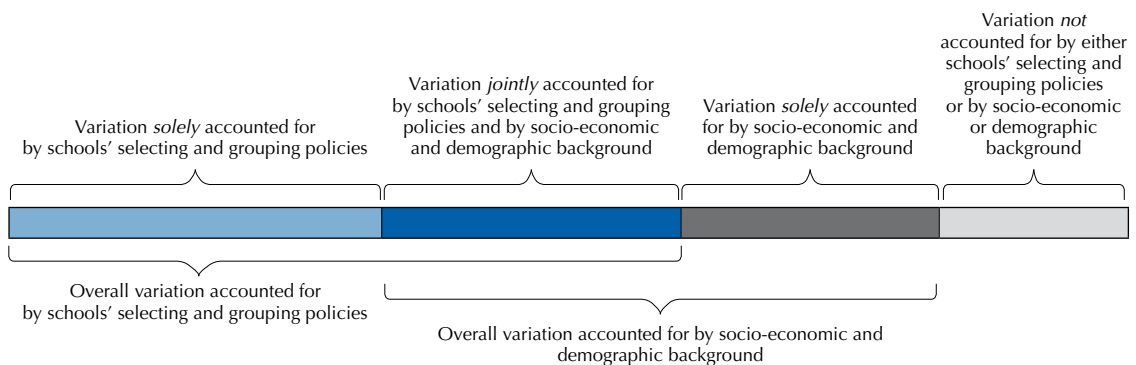 Variation solely accounted for
by schools' selecting and grouping policies
Variation jointly accounted for
by schools' selecting and grouping
policies and by socio-economic
and demographic background
Variation solely accounted
for by socio-economic and
demographic background
Variation not
accounted for by either
schools' selecting and
grouping policies
or by socio-economic
or demographic
background
Overall variation accounted for
by schools' selecting and grouping policies
Overall variation accounted for by socio-economic and
demographic background